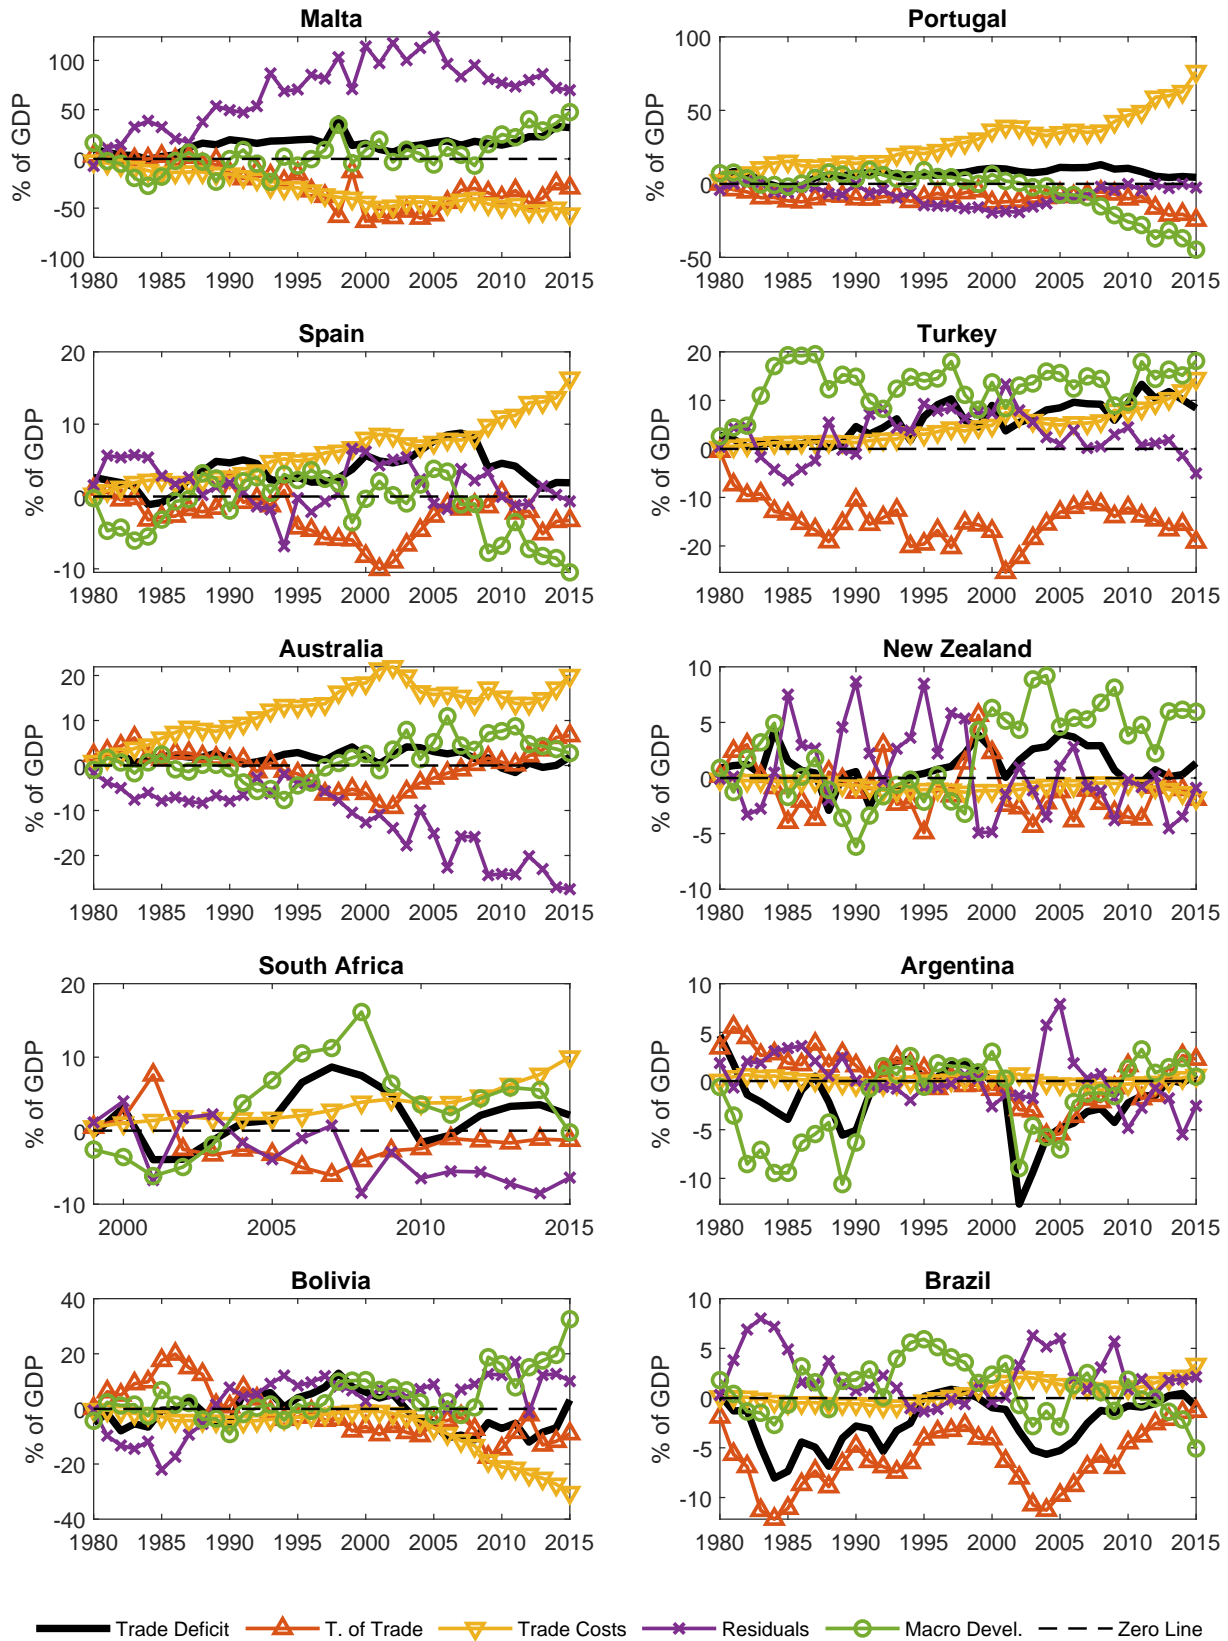 Malta
Portugal
% of GDP
100
50
0
-50
-100
1980 1985 1990 1995 2000 2005 2010 2015
% of GDP
100
50
0
-50
1980 1985 1990 1995 2000 2005 2010 2015
Spain
Turkey
% of GDP
20
10
0
-10
1980 1985 1990 1995 2000 2005 2010 2015
% of GDP
20
10
0
-10
-20
1980 1985 1990 1995 2000 2005 2010 2015
Australia
New Zealand
% of GDP
20
10
0
-10
-20
1980 1985 1990 1995 2000 2005 2010 2015
% of GDP
10
5
0
-5
-10
1980 1985 1990 1995 2000 2005 2010 2015
South Africa
Argentina
% of GDP
20
10
0
-10
2000 2005 2010 2015
% of GDP
10
5
0
-5
-10
1980 1985 1990 1995 2000 2005 2010 2015
Bolivia
Brazil
% of GDP
40
20
0
-20
-40
1980 1985 1990 1995 2000 2005 2010 2015
% of GDP
10
5
0
-5
-10
1980 1985 1990 1995 2000 2005 2010 2015
Trade Deficit T. of Trade Trade Costs Residuals Macro Devel. Zero Line